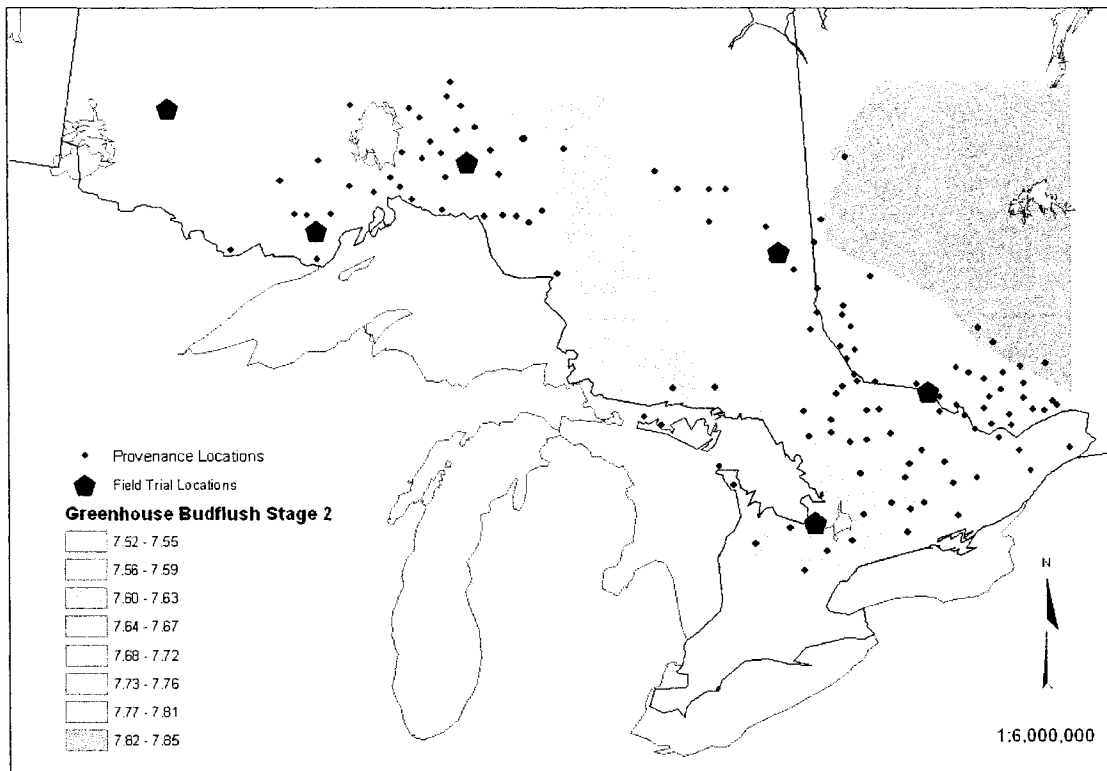 Provenance Locations
Field Trial Locations
Greenhouse Budflush Stage 2
7.52 - 7.55
7.56 - 7.59
7.60 - 7.63
7.64 - 7.67
7.68 - 7.72
7.73 - 7.76
7.77 - 7.81
7.82 - 7.85
N
1:6,000,000